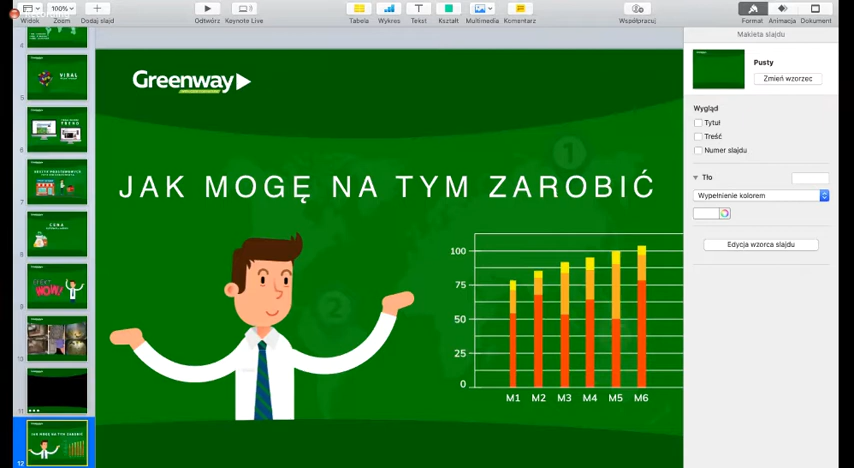 100%
Widok
Zoom
Dodaj slajd
Odtwórz
Keynote Live
Tabela
Wykres
Tekst
Kształt
Multimedia
Komentarz
Współpracuj
Format
Animacja
Dokument
4
5
VIRAL
6
TREND
7
8
CENA
9
EFEKT
WOW!
10
11
12
JAK MOGĘ NA TYM ZAROBIĆ
Greenway
1
JAK MOGĘ NA TYM ZAROBIĆ
2
100
75
50
25
0
M1 M2 M3 M4 M5 M6
Makieta slajdu
Pusty
Zmień wzorzec
Wygląd
Tytuł
Treść
Numer slajdu
Tło
Wypełnienie kolorem
Edycja wzorca slajdu